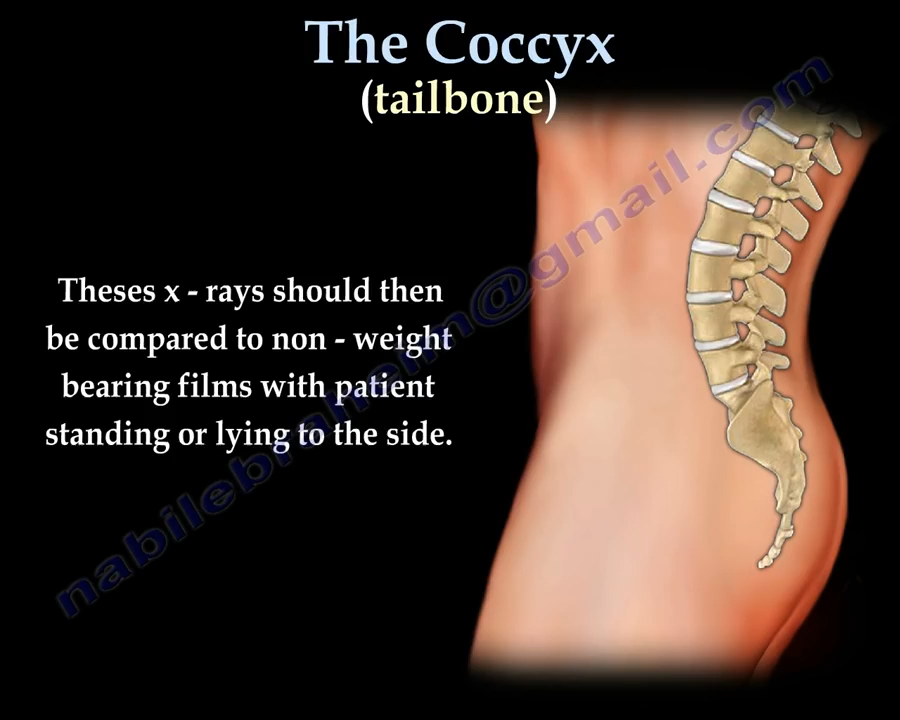 The Coccyx
(tailbone)
Theses x - rays should then
be compared to non - weight
bearing films with patient
standing or lying to the side.
nabilebraheim@gmail.com